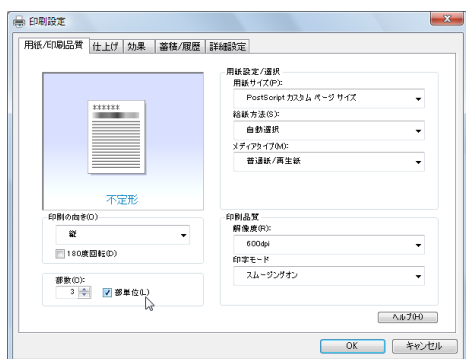 印刷設定
用紙/印刷品質 仕上げ 効果 蓄積/履歴 詳細設定
******
不定形
用紙設定/選択
用紙サイズ(P):
PostScript カスタム ページ サイズ
給紙方法(S):
自動選択
メディアタイプ(M):
普通紙/再生紙
印刷の向き(O)
縦
180度回転(D)
部数(C):
3 部単位(L)
印刷品質
解像度(R):
600dpi
印字モード
スムージングオン
ヘルプ(H)
OK キャンセル